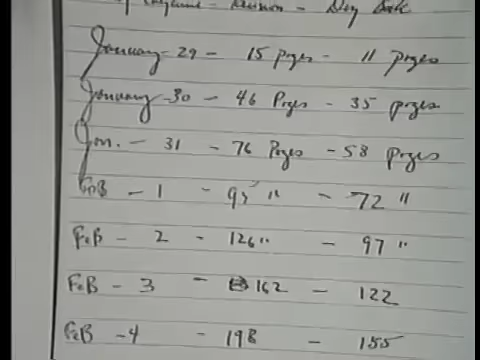 January - 29 - 15 Pages - 11 pages
January - 30 - 46 Pages - 35 pages
Jan. - 31 - 76 Pages - 58 pages
FeB - 1 - 95 " - 72 "
FeB - 2 - 126 " - 97 "
FeB - 3 - 162 - 122
FeB - 4 - 198 - 155